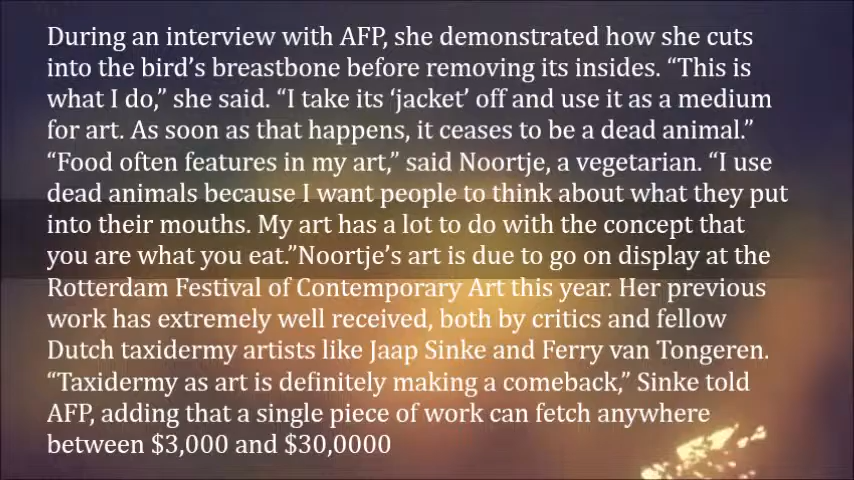 During an interview with AFP, she demonstrated how she cuts
into the bird’s breastbone before removing its insides. “This is
what I do,” she said. “I take its ‘jacket’ off and use it as a medium
for art. As soon as that happens, it ceases to be a dead animal.”
“Food often features in my art,” said Noortje, a vegetarian. “I use
dead animals because I want people to think about what they put
into their mouths. My art has a lot to do with the concept that
you are what you eat.”Noortje’s art is due to go on display at the
Rotterdam Festival of Contemporary Art this year. Her previous
work has extremely well received, both by critics and fellow
Dutch taxidermy artists like Jaap Sinke and Ferry van Tongeren.
“Taxidermy as art is definitely making a comeback,” Sinke told
AFP, adding that a single piece of work can fetch anywhere
between $3,000 and $30,0000